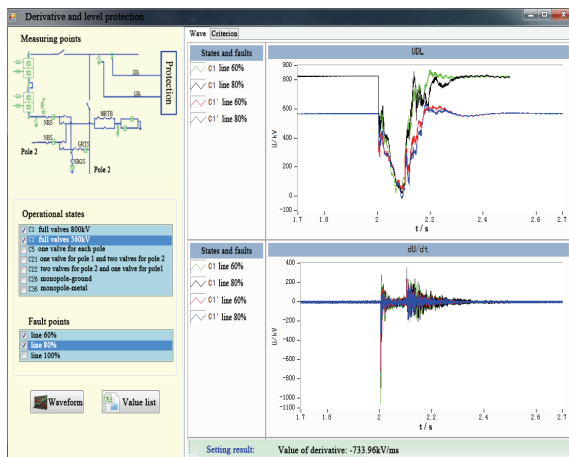 Derivative and level protection
Measuring points
UDL
UDL
Protection
MRTB
NBS
NBS
GRTS
NBGS
Pole 2
Pole 2
Operational states
C1 full valves 800kV
C1' full valves 560kV
C5 one valve for each pole
C21 one valve for pole 1 and two valves for pole 2
C22 two valves for pole 2 and one valve for pole1
C26 monopole-ground
C36 monopole-metal
Fault points
line 60%
line 80%
line 100%
Waveform
Value list
Wave Criterion
States and faults
C1 line 60%
C1 line 80%
C1' line 60%
C1' line 80%
UDL
U/kV
900
800
600
400
200
0
-100
1.7 1.8 2 2.2 2.4 2.6 2.7
t/s
States and faults
C1 line 60%
C1 line 80%
C1' line 60%
C1' line 80%
dU/dt
U/kV
400
200
0
-200
-400
-600
-800
-1000
-1100
1.7 1.8 2 2.2 2.4 2.6 2.7
t/s
Setting result: Value of derivative: -733.96kV/ms